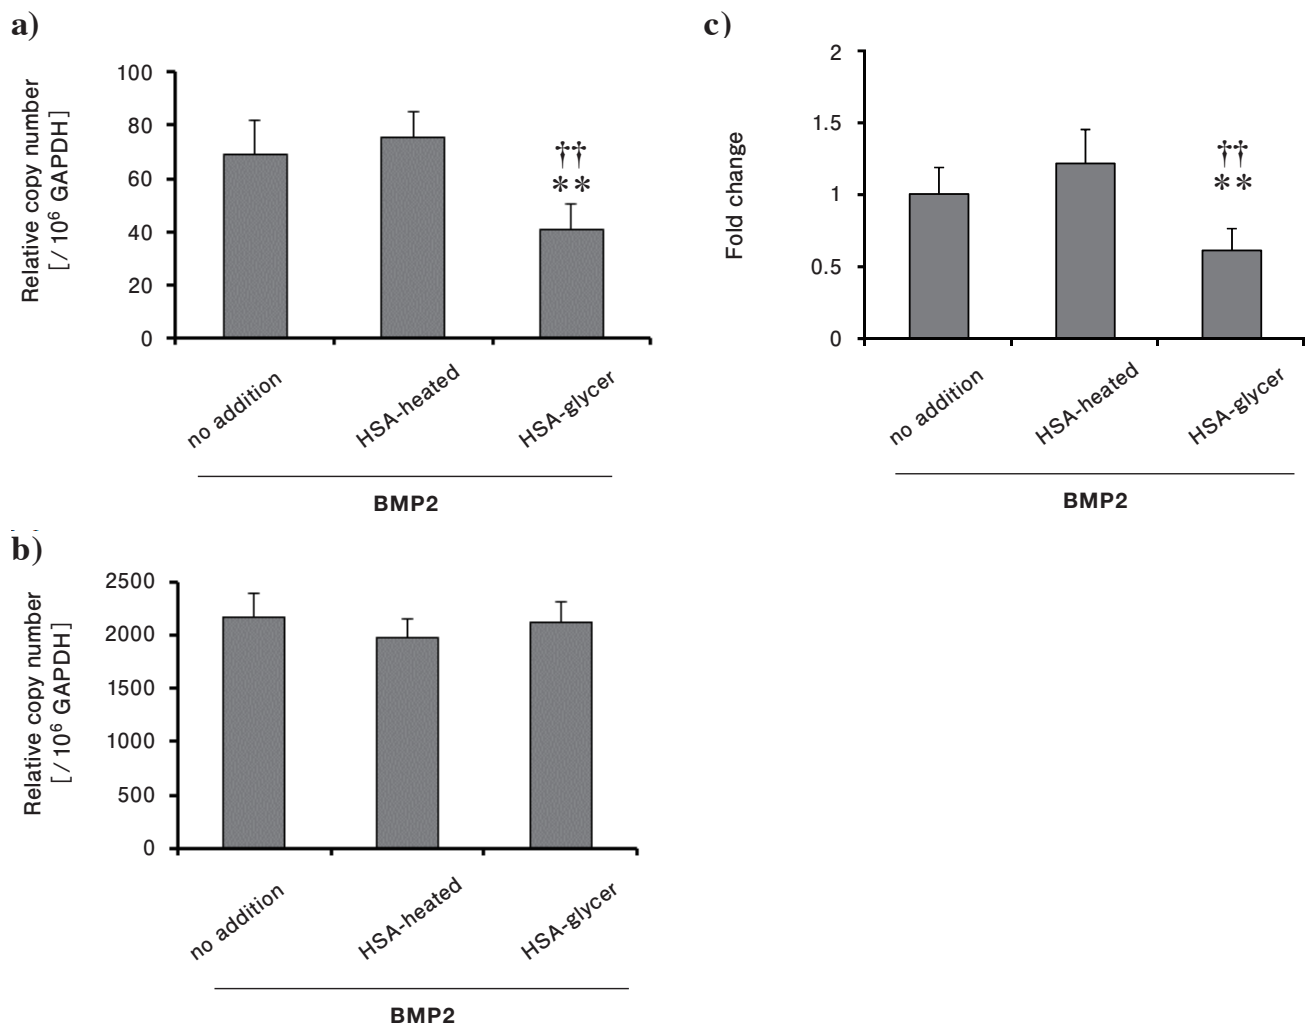 a)
Relative copy number
[/ 10⁶ GAPDH]
100
80
60
40
20
0
††
**
no addition
HSA-heated
HSA-glycer
BMP2
c)
Fold change
2
1.5
1
0.5
0
††
**
no addition
HSA-heated
HSA-glycer
BMP2
b)
Relative copy number
[/ 10⁶ GAPDH]
2500
2000
1500
1000
500
0
no addition
HSA-heated
HSA-glycer
BMP2